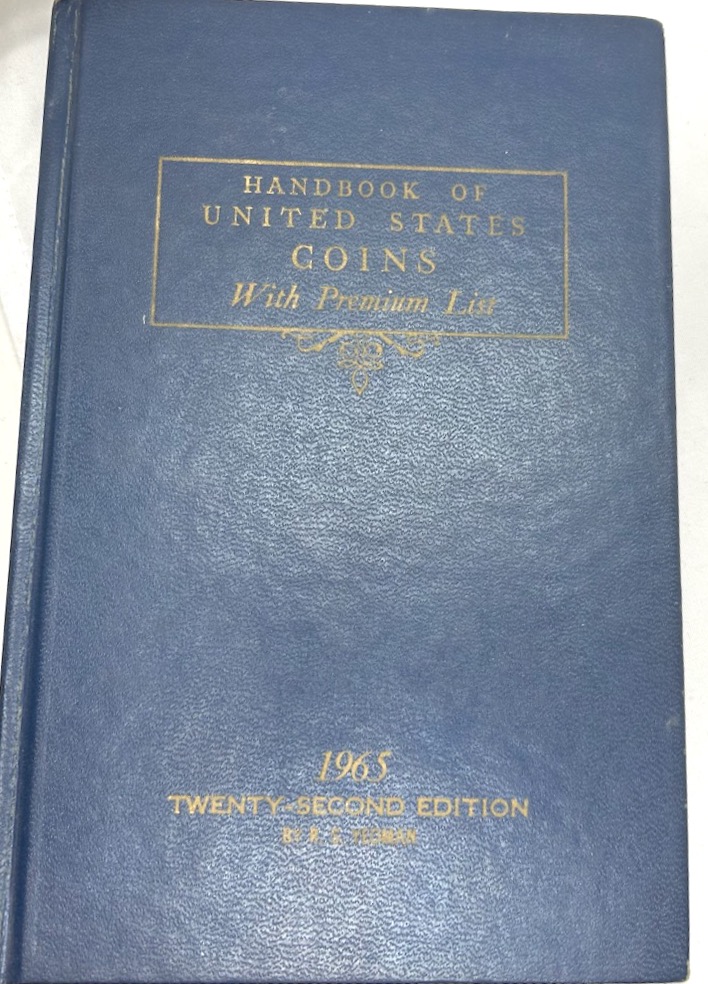 HANDBOOK OF
UNITED STATES
COINS
With Premium List
1965
TWENTY-SECOND EDITION
BY R. S. YEOMAN